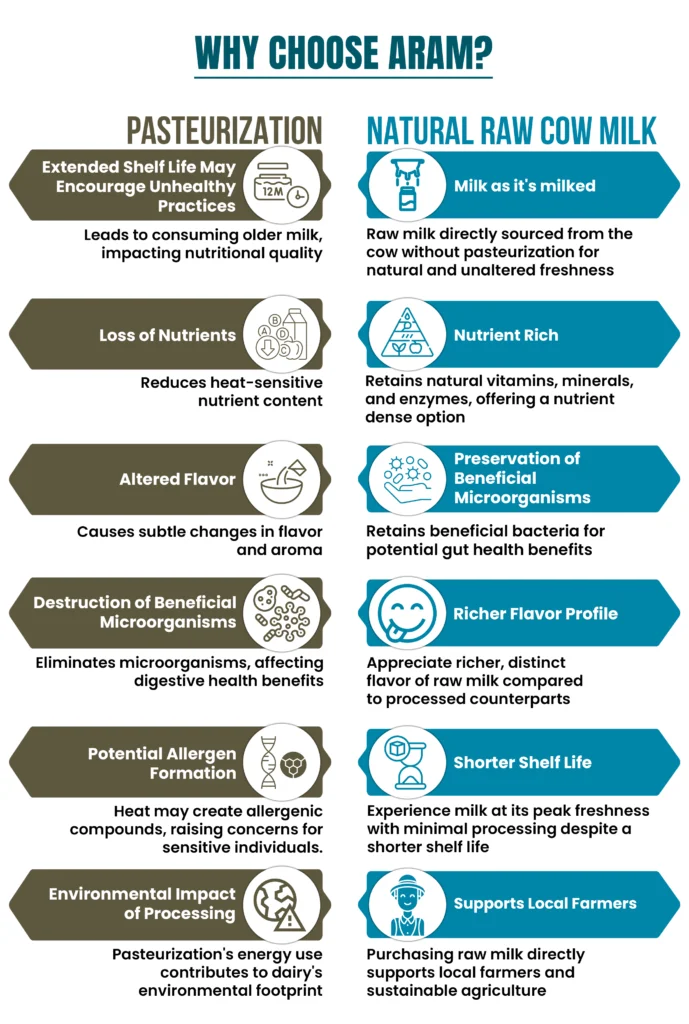 WHY CHOOSE ARAM?
PASTEURIZATION
Extended Shelf Life May
Encourage Unhealthy
Practices
12M
Leads to consuming older milk,
impacting nutritional quality
Loss of Nutrients
B
A
D
C
Reduces heat-sensitive
nutrient content
Altered Flavor
Causes subtle changes in flavor
and aroma
Destruction of Beneficial
Microorganisms
Eliminates microorganisms, affecting
digestive health benefits
Potential Allergen
Formation
Heat may create allergenic
compounds, raising concerns for
sensitive individuals.
Environmental Impact
of Processing
Pasteurization's energy use
contributes to dairy's
environmental footprint
NATURAL RAW COW MILK
Milk as it's milked
Raw milk directly sourced from the
cow without pasteurization for
natural and unaltered freshness
Nutrient Rich
Retains natural vitamins, minerals,
and enzymes, offering a nutrient
dense option
Preservation of
Beneficial
Microorganisms
Retains beneficial bacteria for
potential gut health benefits
Richer Flavor Profile
Appreciate richer, distinct
flavor of raw milk compared
to processed counterparts
Shorter Shelf Life
Experience milk at its peak freshness
with minimal processing despite a
shorter shelf life
Supports Local Farmers
Purchasing raw milk directly
supports local farmers and
sustainable agriculture